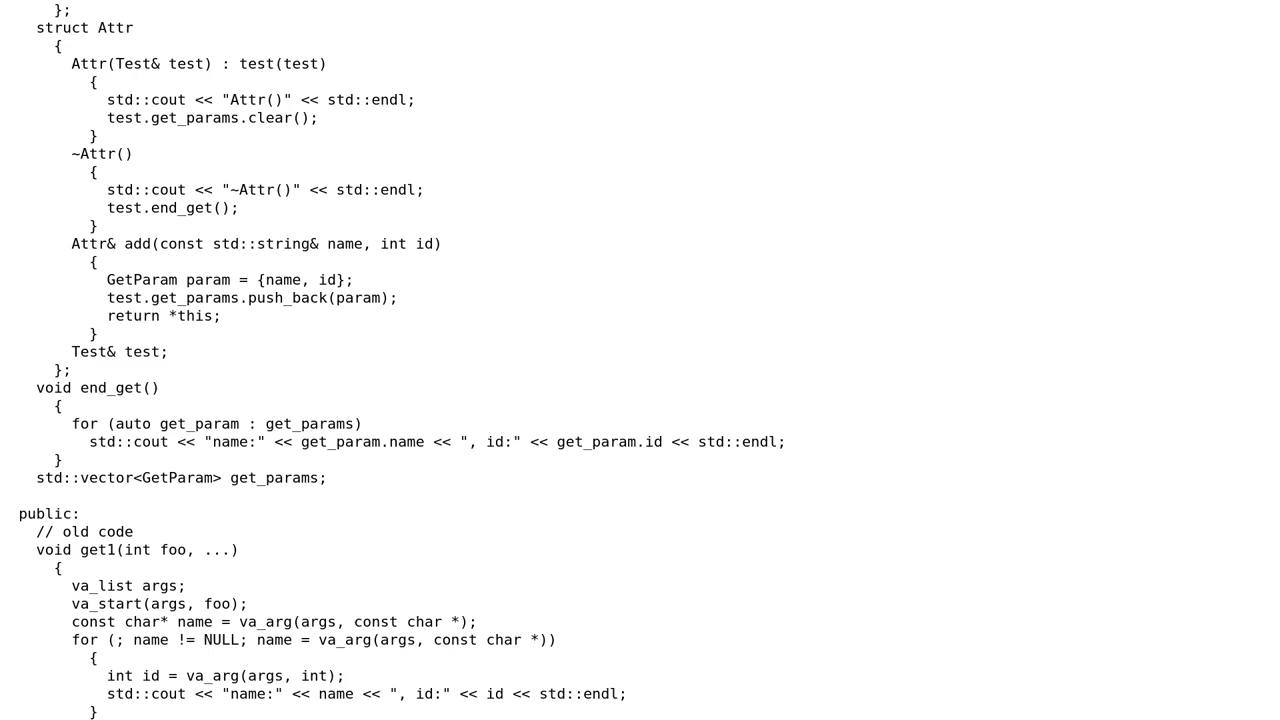 };
struct Attr
{
Attr(Test& test) : test(test)
{
std::cout << "Attr()" << std::endl;
test.get_params.clear();
}
~Attr()
{
std::cout << "~Attr()" << std::endl;
test.end_get();
}
Attr& add(const std::string& name, int id)
{
GetParam param = {name, id};
test.get_params.push_back(param);
return *this;
}
Test& test;
};
void end_get()
{
for (auto get_param : get_params)
std::cout << "name:" << get_param.name << ", id:" << get_param.id << std::endl;
}
std::vector<GetParam> get_params;

public:
// old code
void get1(int foo, ...)
{
va_list args;
va_start(args, foo);
const char* name = va_arg(args, const char *);
for (; name != NULL; name = va_arg(args, const char *))
{
int id = va_arg(args, int);
std::cout << "name:" << name << ", id:" << id << std::endl;
}